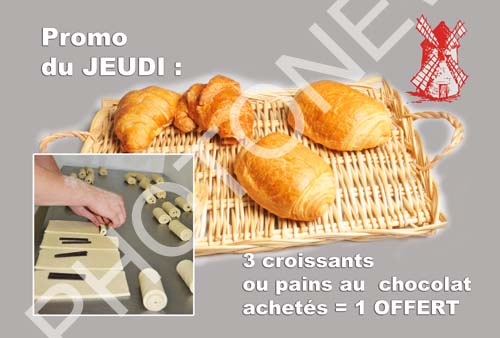 Promo
du JEUDI :
3 croissants
ou pains au chocolat
achetés = 1 OFFERT